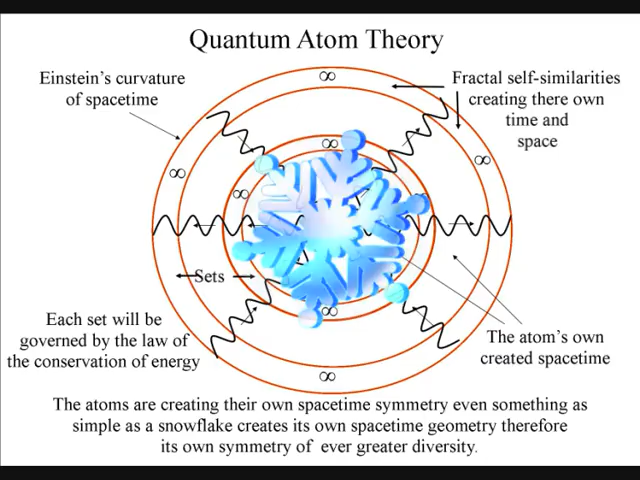 Quantum Atom Theory
Einstein's curvature
of spacetime
Fractal self-similarities
creating there own
time and
space
∞
∞
∞
∞
∞
Sets
∞
∞
Each set will be
governed by the law of
the conservation of energy
The atom's own
created spacetime
The atoms are creating their own spacetime symmetry even something as
simple as a snowflake creates its own spacetime geometry therefore
its own symmetry of ever greater diversity.